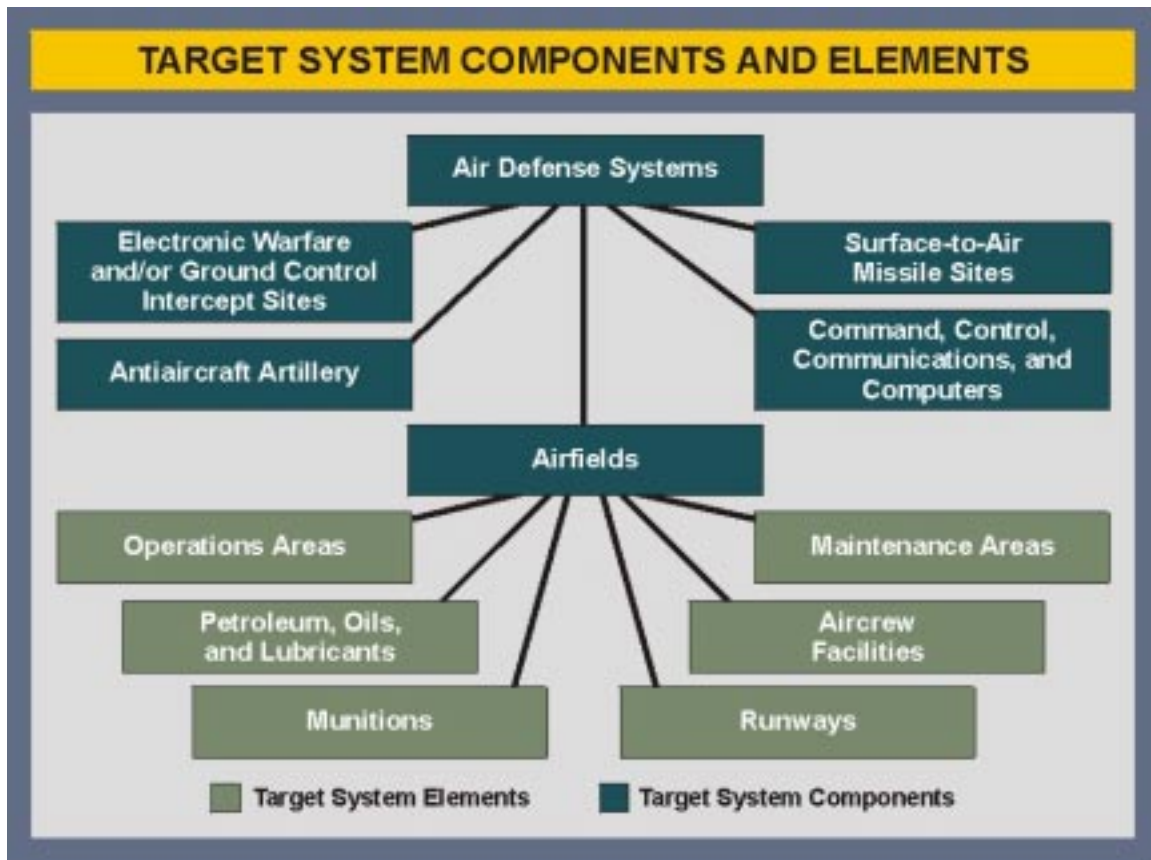 TARGET SYSTEM COMPONENTS AND ELEMENTS
Air Defense Systems
Electronic Warfare
and/or Ground Control
Intercept Sites
Surface-to-Air
Missile Sites
Antiaircraft Artillery
Command, Control,
Communications, and
Computers
Airfields
Operations Areas
Maintenance Areas
Petroleum, Oils,
and Lubricants
Aircrew
Facilities
Munitions
Runways
Target System Elements
Target System Components